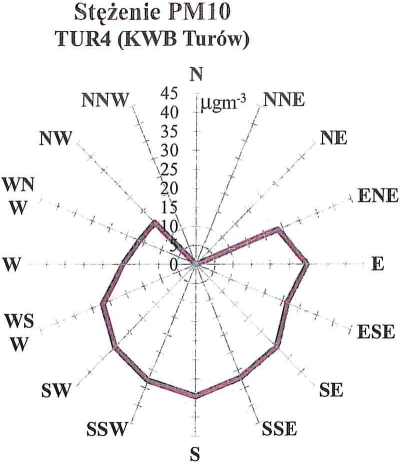 Stężenie PM10
TUR4 (KWB Turów)
N
NNW
NNE
45
µgm-3
40
35
30
25
20
15
10
5
0
NW
NE
WN
W
ENE
W
E
WS
W
ESE
SW
SE
SSW
SSE
S